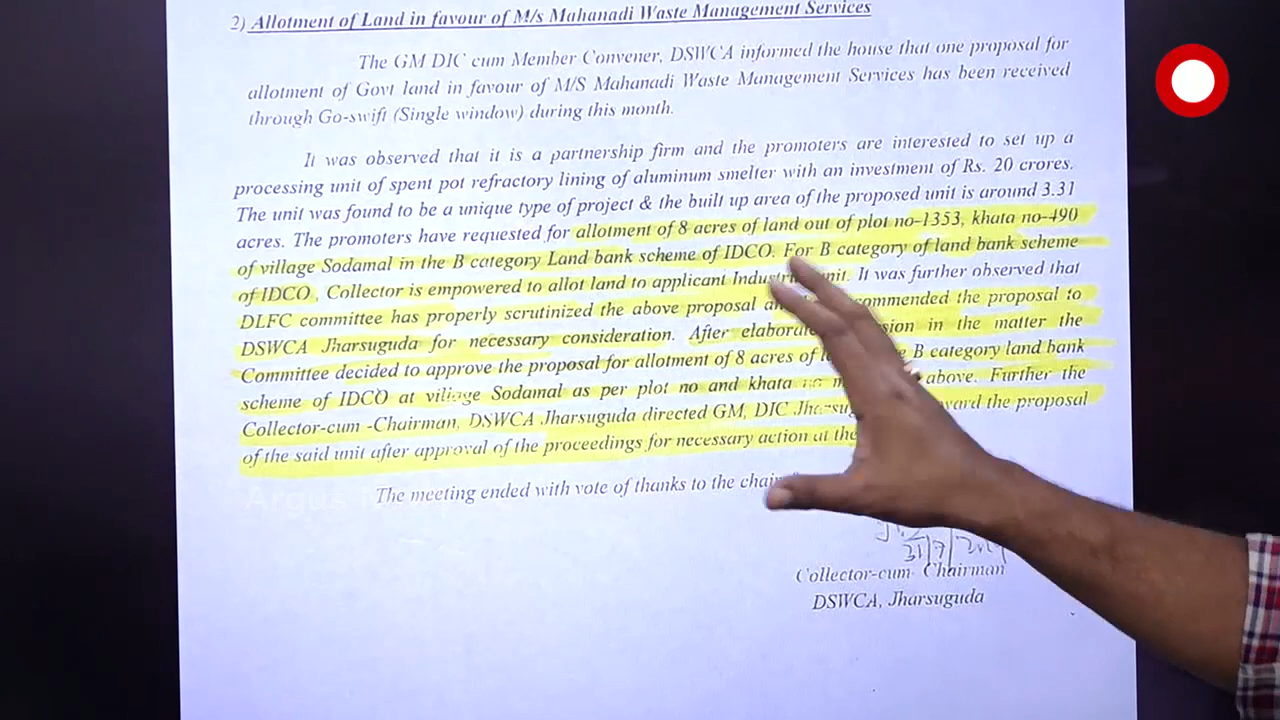 2) Allotment of Land in favour of M/s Mahanadi Waste Management Services
The GM DIC cum Member Convener, DSWCA informed the house that one proposal for
allotment of Govt land in favour of M/S Mahanadi Waste Management Services has been received
through Go-swift (Single window) during this month.
It was observed that it is a partnership firm and the promoters are interested to set up a
processing unit of spent pot refractory lining of aluminum smelter with an investment of Rs. 20 crores.
The unit was found to be a unique type of project & the built up area of the proposed unit is around 3.31
acres. The promoters have requested for allotment of 8 acres of land out of plot no-1353, khata no-490
of village Sodamal in the B category Land bank scheme of IDCO. For B category of land bank scheme
of IDCO , Collector is empowered to allot land to applicant unit. It was further observed that
DLFC committee has properly scrutinized the above proposal the proposal to
DSWCA Jharsuguda for necessary consideration. After in the matter the
Committee decided to approve the proposal for allotment of 8 acres of B category land bank
scheme of IDCO at village Sodamal as per plot no and khata above. Further the
Collector-cum -Chairman, DSWCA Jharsuguda directed GM, DIC the proposal
of the said unit after approval of the proceedings for necessary action at the
The meeting ended with vote of thanks to the
31/7/
Collector-cum- Chairman
DSWCA, Jharsuguda